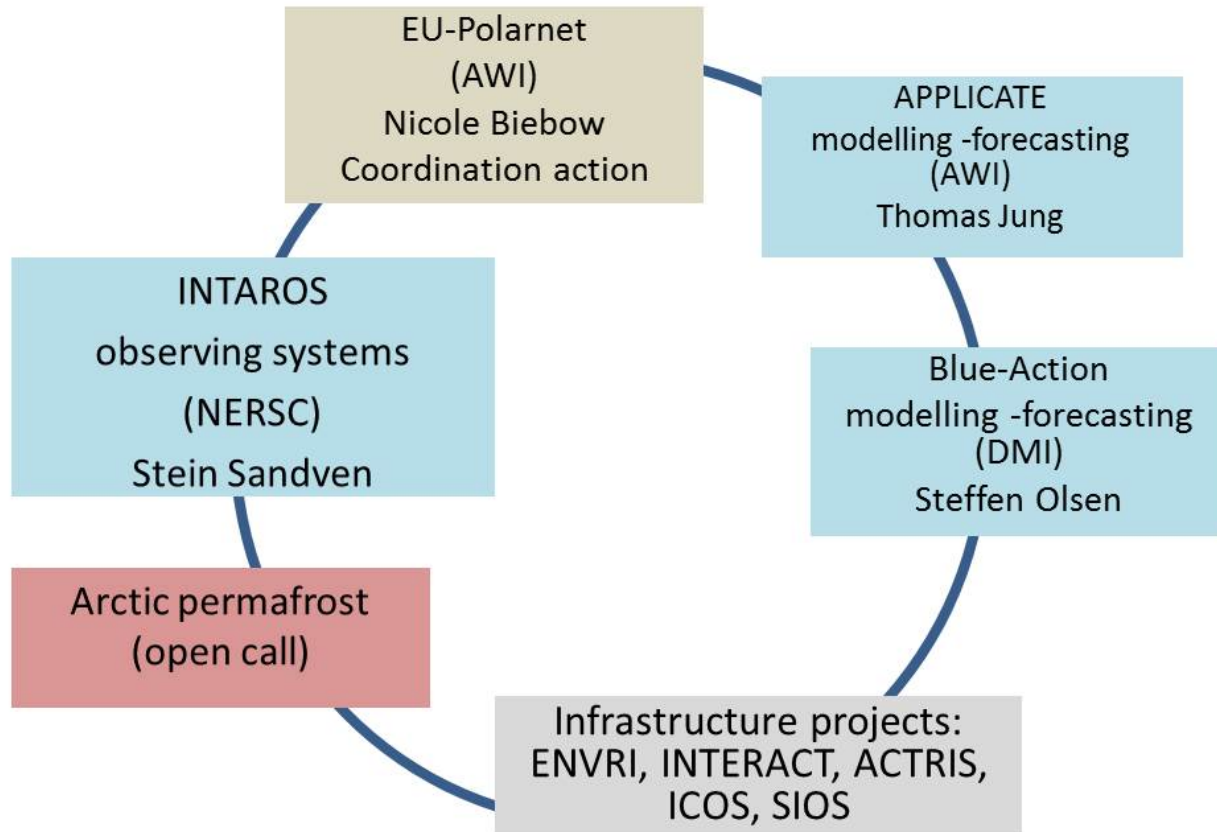 EU-Polarnet
(AWI)
Nicole Biebow
Coordination action
APPLICATE
modelling -forecasting
(AWI)
Thomas Jung
Blue-Action
modelling -forecasting
(DMI)
Steffen Olsen
Infrastructure projects:
ENVRI, INTERACT, ACTRIS,
ICOS, SIOS
Arctic permafrost
(open call)
INTAROS
observing systems
(NERSC)
Stein Sandven